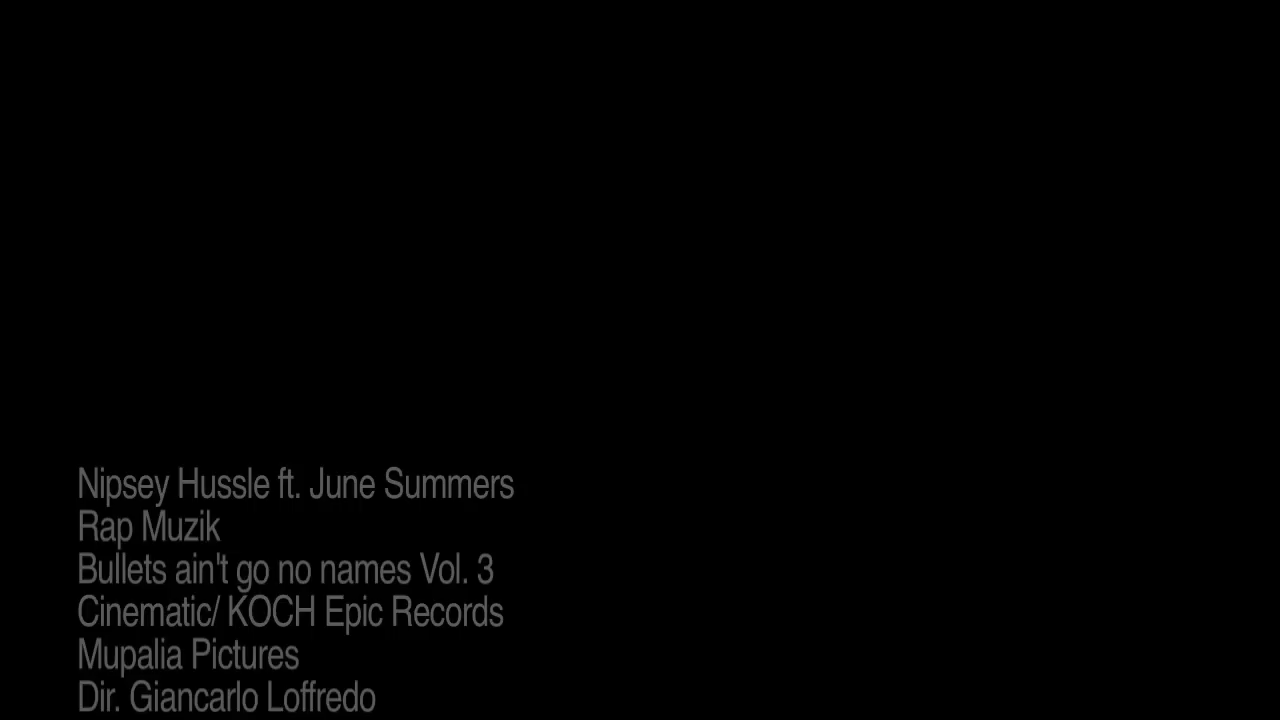 Nipsey Hussle ft. June Summers
Rap Muzik
Bullets ain't go no names Vol. 3
Cinematic/ KOCH Epic Records
Mupalia Pictures
Dir. Giancarlo Loffredo